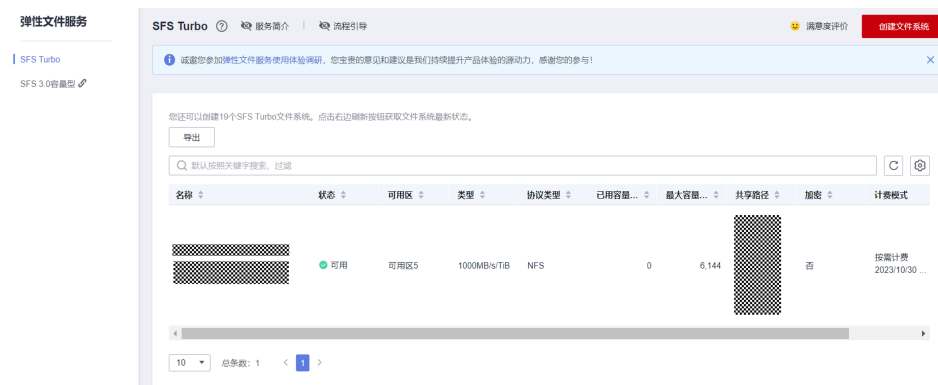 弹性文件服务
SFS Turbo
SFS 3.0容量型
SFS Turbo ? 服务简介 流程引导 满意度评价 创建文件系统
诚邀您参加弹性文件服务使用体验调研，您宝贵的意见和建议是我们持续提升产品体验的源动力，感谢您的参与！
您还可以创建19个SFS Turbo文件系统。点击右边刷新按钮获取文件系统最新状态。
导出
默认按照关键字搜索、过滤
名称 状态 可用区 类型 协议类型 已用容量... 最大容量... 共享路径 加密 计费模式
可用 可用区5 1000MB/s/TiB NFS 0 6,144 否 按需计费
2023/10/30 ...
10 总条数：1 < 1 >